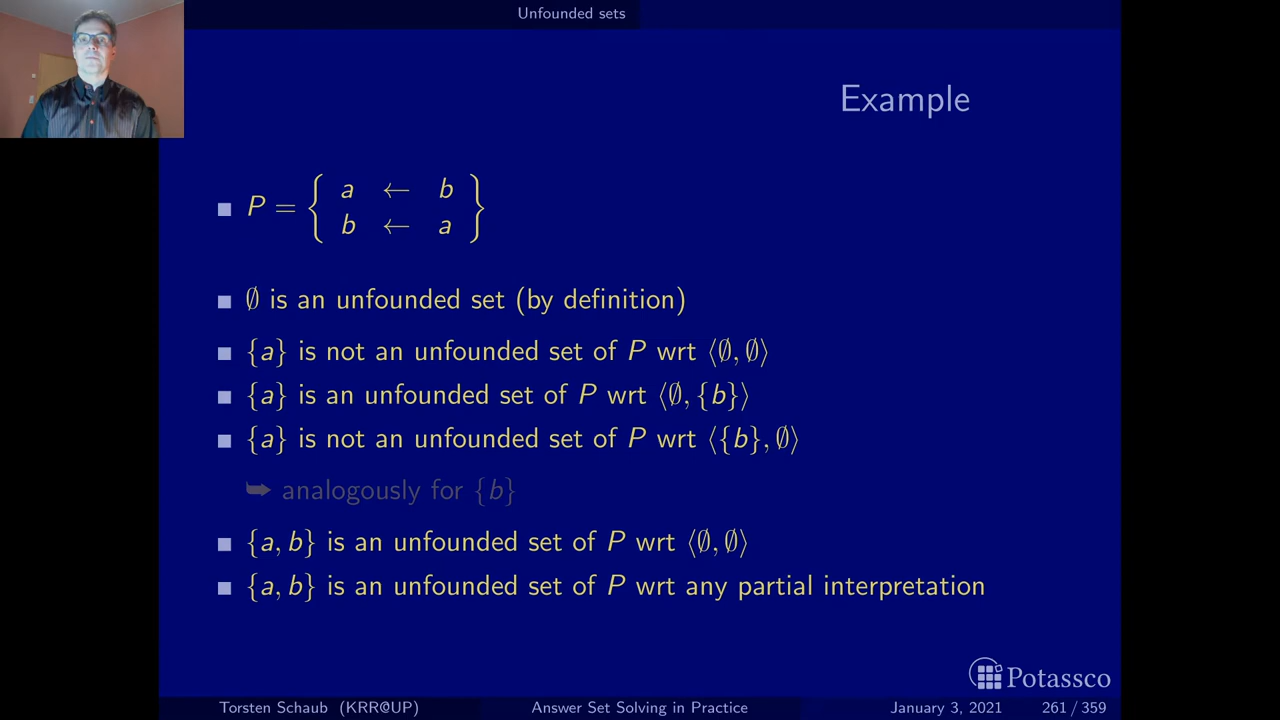 Unfounded sets
Example
P = { a ← b
b ← a }
∅ is an unfounded set (by definition)
{a} is not an unfounded set of P wrt ⟨∅, ∅⟩
{a} is an unfounded set of P wrt ⟨∅, {b}⟩
{a} is not an unfounded set of P wrt ⟨{b}, ∅⟩
➥ analogously for {b}
{a, b} is an unfounded set of P wrt ⟨∅, ∅⟩
{a, b} is an unfounded set of P wrt any partial interpretation
Potassco
Torsten Schaub (KRR@UP) Answer Set Solving in Practice January 3, 2021 261 / 359